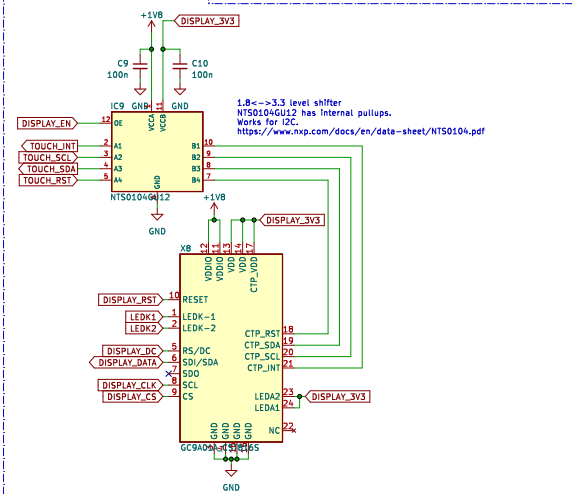 +1V8
DISPLAY_3V3
C9
100n
C10
100n
IC9
GND
GND
1
11
VCCA
VCCB
DISPLAY_EN
12
OE
TOUCH_INT
2
A1
B1
10
TOUCH_SCL
3
A2
B2
9
TOUCH_SDA
4
A3
B3
8
TOUCH_RST
5
A4
B4
7
GND
NTS0104GU12
GND
1.8<->3.3 level shifter
NTS0104GU12 has internal pullups.
Works for I2C.
https://www.nxp.com/docs/en/data-sheet/NTS0104.pdf
+1V8
DISPLAY_3V3
X8
12
11
13
14
17
VDDIO
VDDIO
VDD
VDD
CTP_VDD
DISPLAY_RST
10
RESET
LEDK1
1
LEDK-1
LEDK2
2
LEDK-2
DISPLAY_DC
5
RS/DC
DISPLAY_DATA
6
SDI/SDA
7
SDO
DISPLAY_CLK
8
SCL
DISPLAY_CS
9
CS
CTP_RST
18
CTP_SDA
19
CTP_SCL
20
CTP_INT
21
LEDA2
23
DISPLAY_3V3
LEDA1
24
NC
22
GND
GND
GND
GND
GND